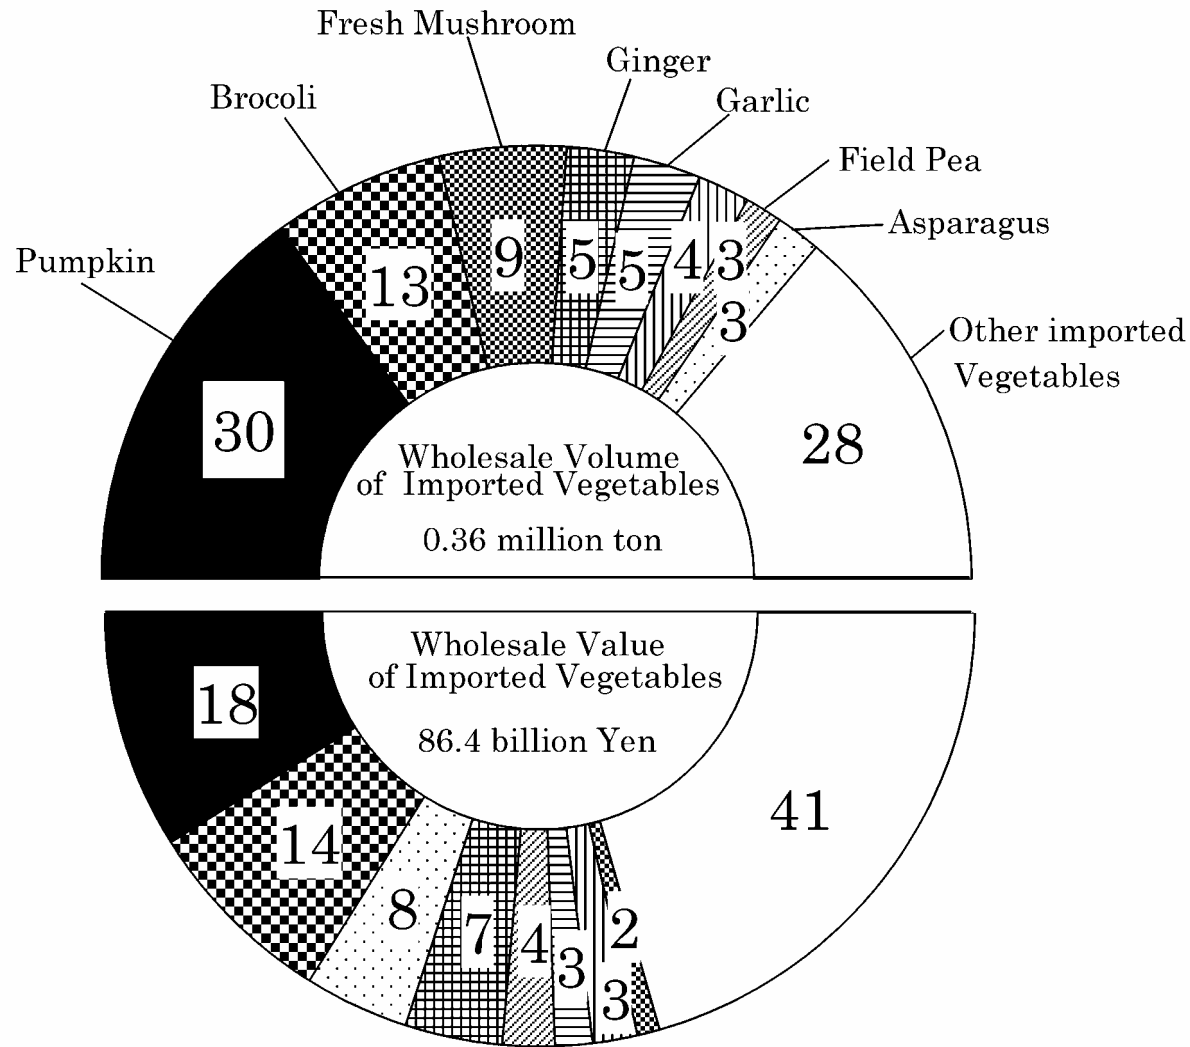 Fresh Mushroom
Ginger
Garlic
Brocoli
Field Pea
Asparagus
Pumpkin
Other imported
Vegetables
30
13
9
5
5
4
3
3
28
Wholesale Volume
of Imported Vegetables
0.36 million ton
Wholesale Value
of Imported Vegetables
86.4 billion Yen
18
14
8
7
4
3
3
2
41